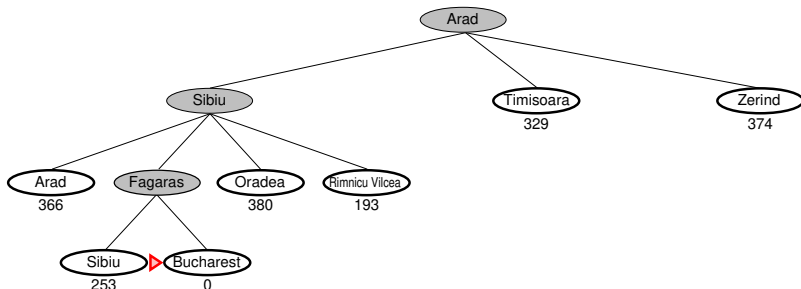 Arad
Sibiu
Timisoara
Zerind
329
374
Arad
Fagaras
Oradea
Rimnicu Vilcea
366
380
193
Sibiu
Bucharest
253
0